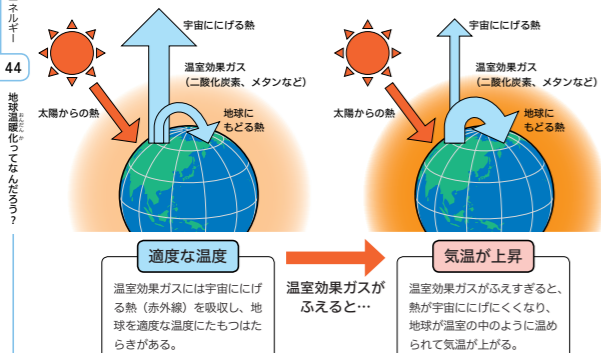 ネルギー
44
地球温暖化ってなんだろう？
おんだんか
宇宙ににげる熱
温室効果ガス
（二酸化炭素、メタンなど）
太陽からの熱
地球に
もどる熱
宇宙ににげる熱
温室効果ガス
（二酸化炭素、メタンなど）
太陽からの熱
地球に
もどる熱
適度な温度
温室効果ガスには宇宙ににげ
る熱（赤外線）を吸収し、地
球を適度な温度にたもつはた
らきがある。
温室効果ガスが
ふえると…
気温が上昇
温室効果ガスがふえすぎると、
熱が宇宙ににげにくくなり、
地球が温室の中のように温め
られて気温が上がる。